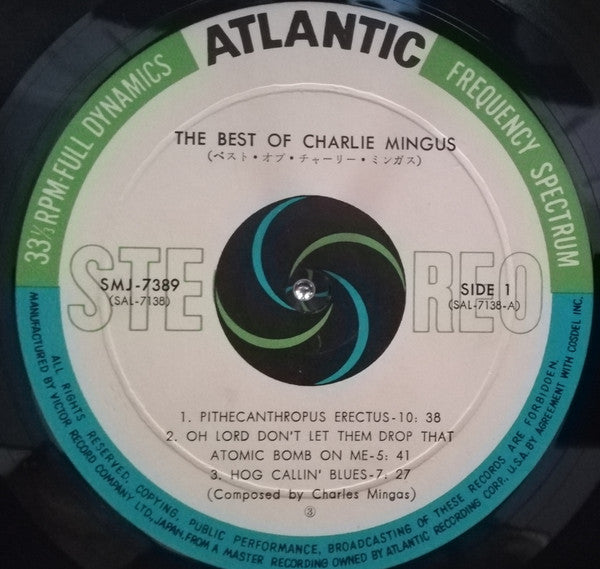 ATLANTIC
33⅓ RPM-FULL DYNAMICS
FREQUENCY SPECTRUM
THE BEST OF CHARLIE MINGUS
(ベスト・オブ・チャーリー・ミンガス)
STEREO
SMJ-7389
(SAL-7138)
SIDE 1
(SAL-7138-A)
1. PITHECANTHROPUS ERECTUS-10: 38
2. OH LORD DON'T LET THEM DROP THAT
ATOMIC BOMB ON ME-5: 41
3. HOG CALLIN' BLUES-7: 27
(Composed by Charles Mingas)
③
ALL RIGHTS RESERVED, COPYING, PUBLIC PERFORMANCE, BROADCASTING OF THESE RECORDS ARE FORBIDDEN.
MANUFACTURED BY VICTOR RECORD COMPANY LTD., JAPAN, FROM A MASTER RECORDING OWNED BY ATLANTIC RECORDING CORP. U.S.A. BY AGREEMENT WITH COSDEL INC.